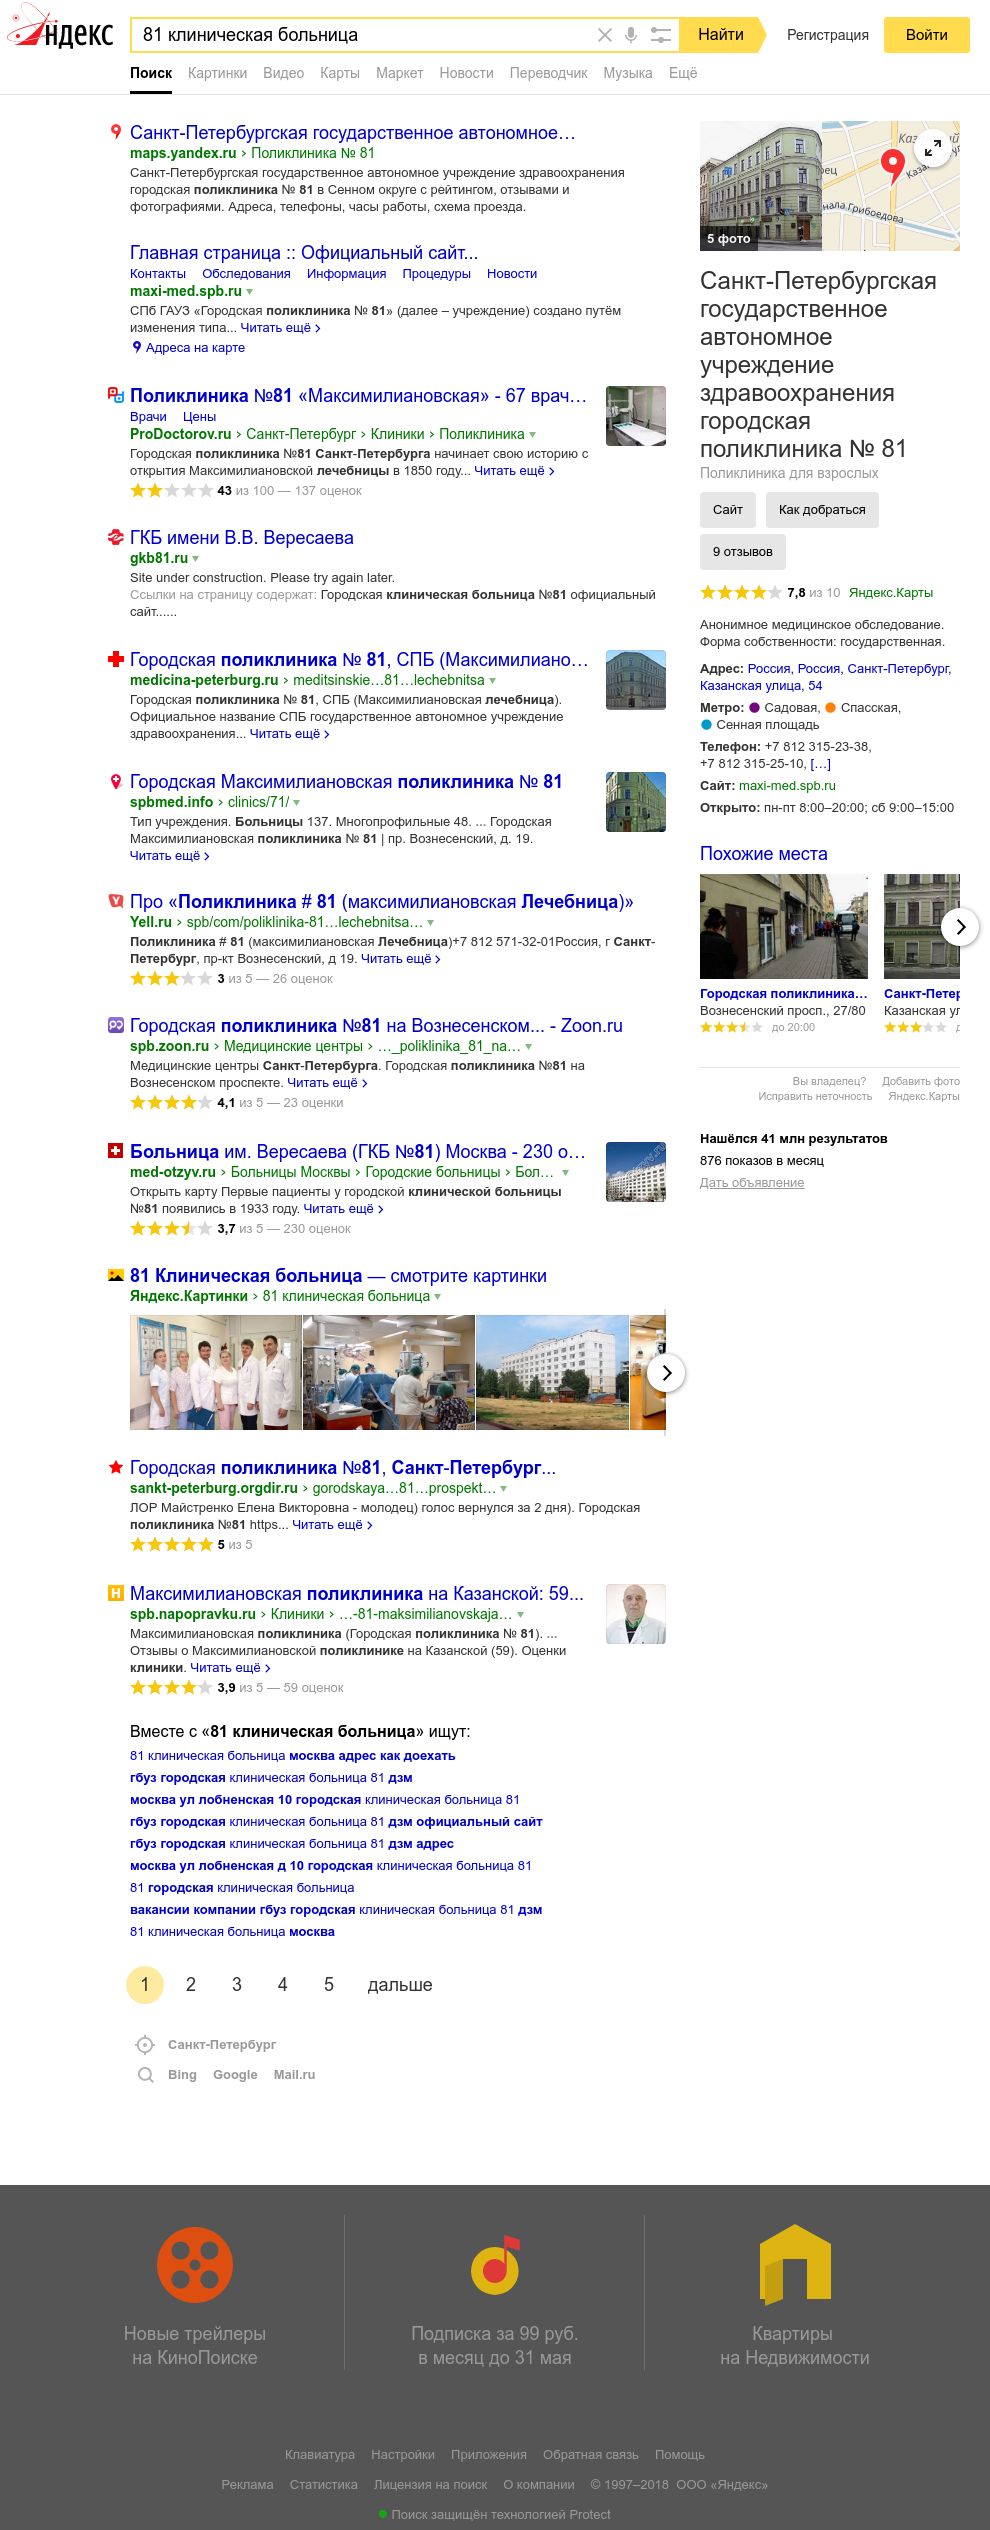 Яндекс
81 клиническая больница
Найти
Регистрация
Войти
Поиск Картинки Видео Карты Маркет Новости Переводчик Музыка Ещё
Санкт-Петербургская государственное автономное…
maps.yandex.ru › Поликлиника № 81
Санкт-Петербургская государственное автономное учреждение здравоохранения
городская поликлиника № 81 в Сенном округе с рейтингом, отзывами и
фотографиями. Адреса, телефоны, часы работы, схема проезда.
Главная страница :: Официальный сайт...
Контакты Обследования Информация Процедуры Новости
maxi-med.spb.ru
СПб ГАУЗ «Городская поликлиника № 81» (далее – учреждение) создано путём
изменения типа... Читать ещё ›
Адреса на карте
Поликлиника №81 «Максимилиановская» - 67 врач…
Врачи Цены
ProDoctorov.ru › Санкт-Петербург › Клиники › Поликлиника
Городская поликлиника №81 Санкт-Петербурга начинает свою историю с
открытия Максимилиановской лечебницы в 1850 году... Читать ещё ›
43 из 100 — 137 оценок
ГКБ имени В.В. Вересаева
gkb81.ru
Site under construction. Please try again later.
Ссылки на страницу содержат: Городская клиническая больница №81 официальный
сайт......
Городская поликлиника № 81, СПБ (Максимилиано…
medicina-peterburg.ru › meditsinskie…81…lechebnitsa
Городская поликлиника № 81, СПБ (Максимилиановская лечебница).
Официальное название СПБ государственное автономное учреждение
здравоохранения... Читать ещё ›
Городская Максимилиановская поликлиника № 81
spbmed.info › clinics/71/
Тип учреждения. Больницы 137. Многопрофильные 48. ... Городская
Максимилиановская поликлиника № 81 | пр. Вознесенский, д. 19.
Читать ещё ›
Про «Поликлиника # 81 (максимилиановская Лечебница)»
Yell.ru › spb/com/poliklinika-81…lechebnitsa…
Поликлиника # 81 (максимилиановская Лечебница)+7 812 571-32-01Россия, г Санкт-
Петербург, пр-кт Вознесенский, д 19. Читать ещё ›
3 из 5 — 26 оценок
Городская поликлиника №81 на Вознесенском... - Zoon.ru
spb.zoon.ru › Медицинские центры › …_poliklinika_81_na…
Медицинские центры Санкт-Петербурга. Городская поликлиника №81 на
Вознесенском проспекте. Читать ещё ›
4,1 из 5 — 23 оценки
Больница им. Вересаева (ГКБ №81) Москва - 230 о…
med-otzyv.ru › Больницы Москвы › Городские больницы › Бол…
Открыть карту Первые пациенты у городской клинической больницы
№81 появились в 1933 году. Читать ещё ›
3,7 из 5 — 230 оценок
81 Клиническая больница — смотрите картинки
Яндекс.Картинки › 81 клиническая больница
Городская поликлиника №81, Санкт-Петербург...
sankt-peterburg.orgdir.ru › gorodskaya…81…prospekt…
ЛОР Майстренко Елена Викторовна - молодец) голос вернулся за 2 дня). Городская
поликлиника №81 https... Читать ещё ›
5 из 5
Максимилиановская поликлиника на Казанской: 59...
spb.napopravku.ru › Клиники › …-81-maksimilianovskaja…
Максимилиановская поликлиника (Городская поликлиника № 81). ...
Отзывы о Максимилиановской поликлинике на Казанской (59). Оценки
клиники. Читать ещё ›
3,9 из 5 — 59 оценок
Вместе с «81 клиническая больница» ищут:
81 клиническая больница москва адрес как доехать
гбуз городская клиническая больница 81 дзм
москва ул лобненская 10 городская клиническая больница 81
гбуз городская клиническая больница 81 дзм официальный сайт
гбуз городская клиническая больница 81 дзм адрес
москва ул лобненская д 10 городская клиническая больница 81
81 городская клиническая больница
вакансии компании гбуз городская клиническая больница 81 дзм
81 клиническая больница москва
1 2 3 4 5 дальше
Санкт-Петербург
Bing Google Mail.ru
5 фото
нала Грибоедова
Санкт-Петербургская
государственное
автономное
учреждение
здравоохранения
городская
поликлиника № 81
Поликлиника для взрослых
Сайт
Как добраться
9 отзывов
7,8 из 10 Яндекс.Карты
Анонимное медицинское обследование.
Форма собственности: государственная.
Адрес: Россия, Россия, Санкт-Петербург,
Казанская улица, 54
Метро: Садовая, Спасская,
Сенная площадь
Телефон: +7 812 315-23-38,
+7 812 315-25-10, […]
Сайт: maxi-med.spb.ru
Открыто: пн-пт 8:00–20:00; сб 9:00–15:00
Похожие места
Городская поликлиника…
Вознесенский просп., 27/80
до 20:00
Санкт-Петер
Казанская ул
Вы владелец? Добавить фото
Исправить неточность Яндекс.Карты
Нашёлся 41 млн результатов
876 показов в месяц
Дать объявление
Новые трейлеры
на КиноПоиске
Подписка за 99 руб.
в месяц до 31 мая
Квартиры
на Недвижимости
Клавиатура Настройки Приложения Обратная связь Помощь
Реклама Статистика Лицензия на поиск О компании © 1997–2018 ООО «Яндекс»
Поиск защищён технологией Protect